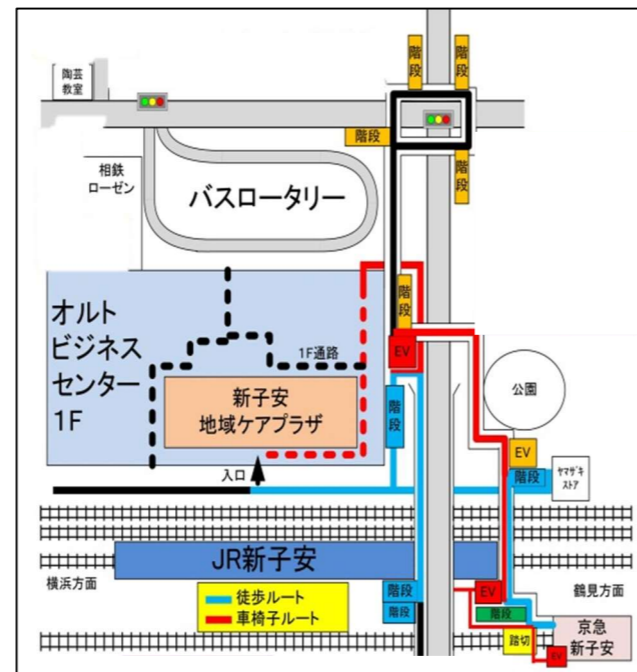 階段
階段
陶芸
教室
階段
階段
相鉄
ローゼン
バスロータリー
オルト
ビジネス
センター
1F
階段
1F通路
EV
公園
新子安
地域ケアプラザ
階段
EV
入口
階段
ヤマザキ
ストア
JR新子安
横浜方面
鶴見方面
階段
EV
徒歩ルート
車椅子ルート
階段
階段
踏切
京急
新子安
EV